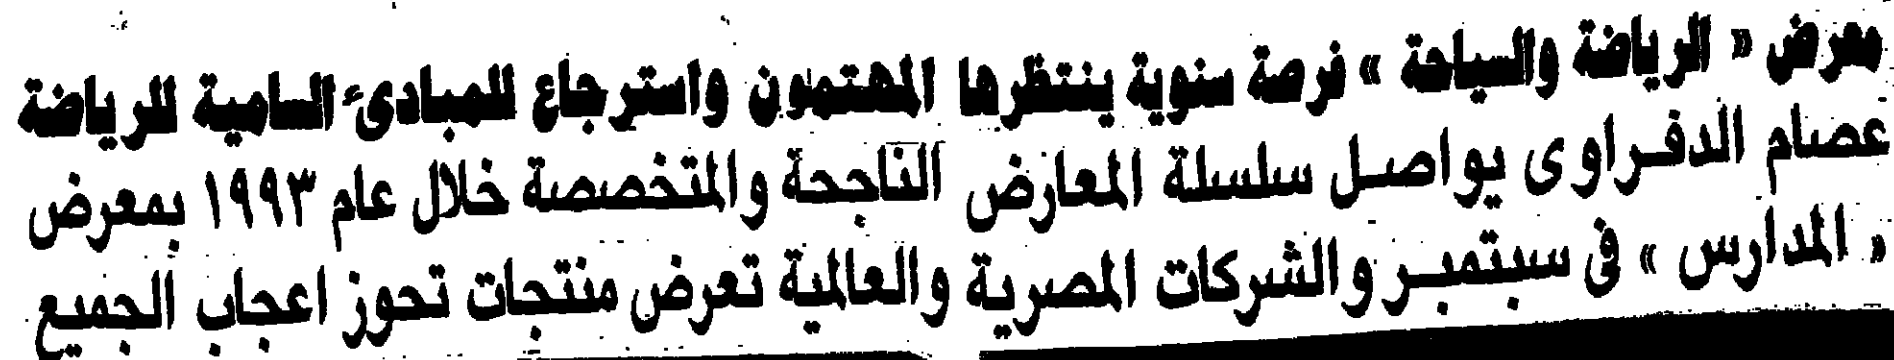 معرض « الرياضة والسياحة » فرصة سنوية ينتظرها المهتمون واسترجاع للمبادئ السامية للرياضة
عصام الدفراوى يواصل سلسلة المعارض الناجحة والمتخصصة خلال عام ١٩٩٣ بمعرض
« المدارس » فى سبتمبر والشركات المصرية والعالمية تعرض منتجات تحوز اعجاب الجميع